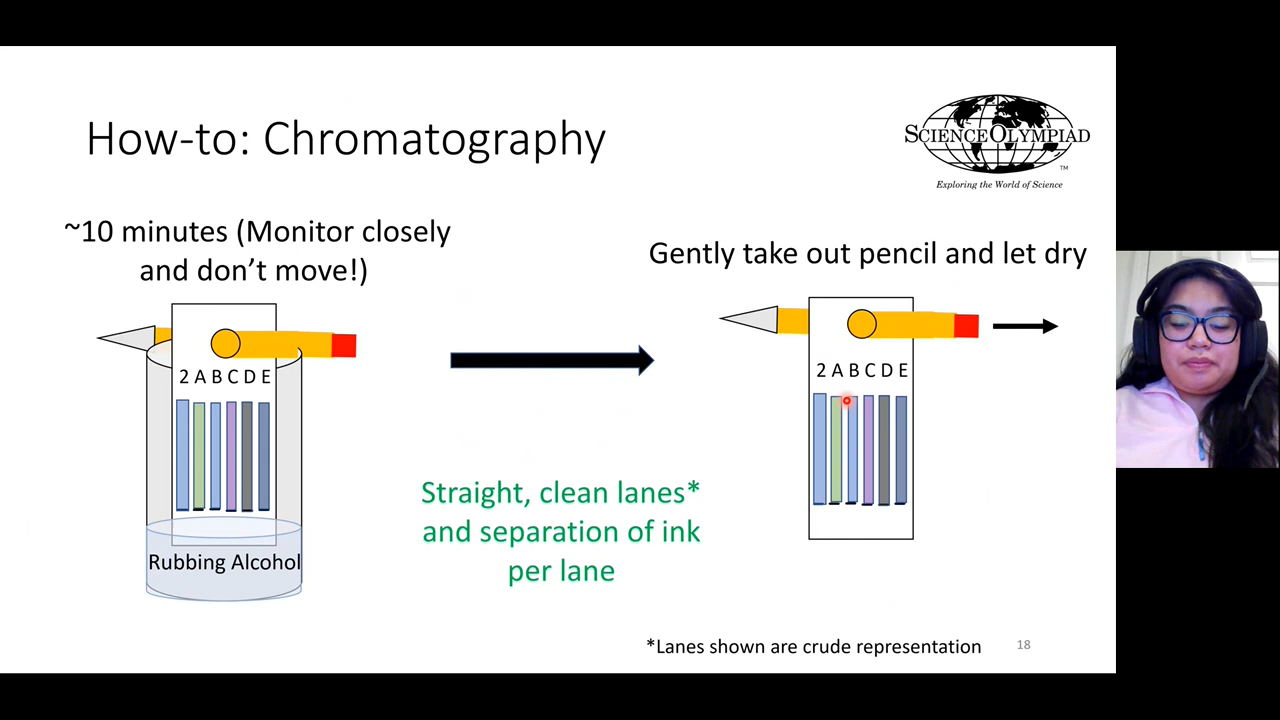 How-to: Chromatography
SCIENCE OLYMPIAD
TM
Exploring the World of Science
~10 minutes (Monitor closely
and don't move!)
Gently take out pencil and let dry
2 A B C D E
2 A B C D E
Straight, clean lanes*
and separation of ink
per lane
Rubbing Alcohol
*Lanes shown are crude representation
18